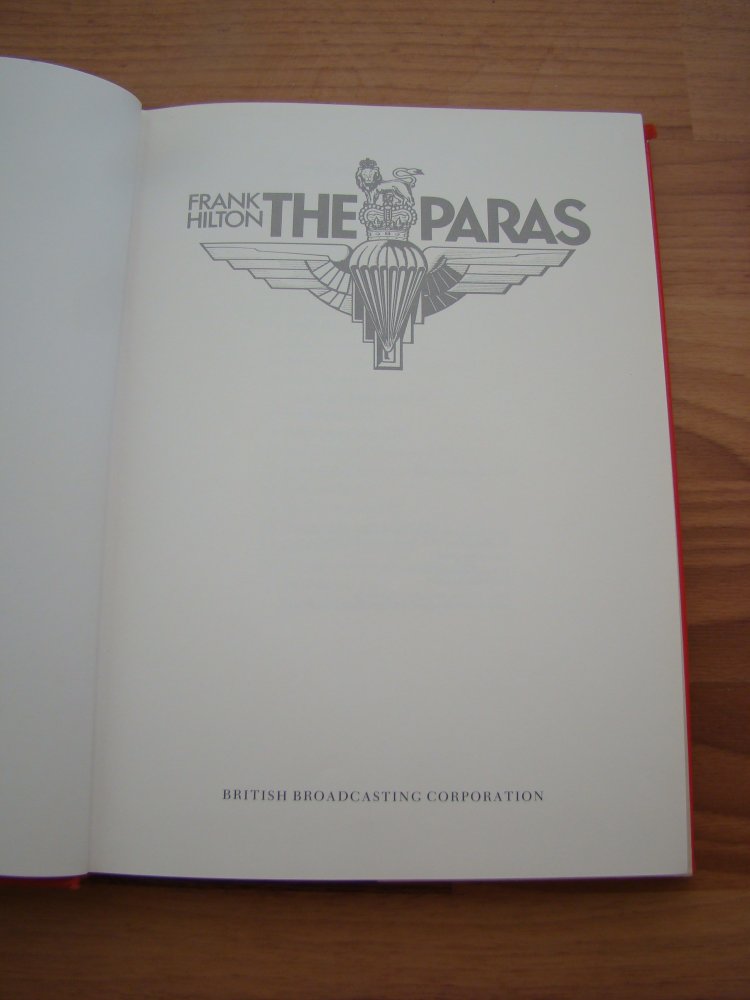 FRANK
HILTON
THE PARAS
BRITISH BROADCASTING CORPORATION